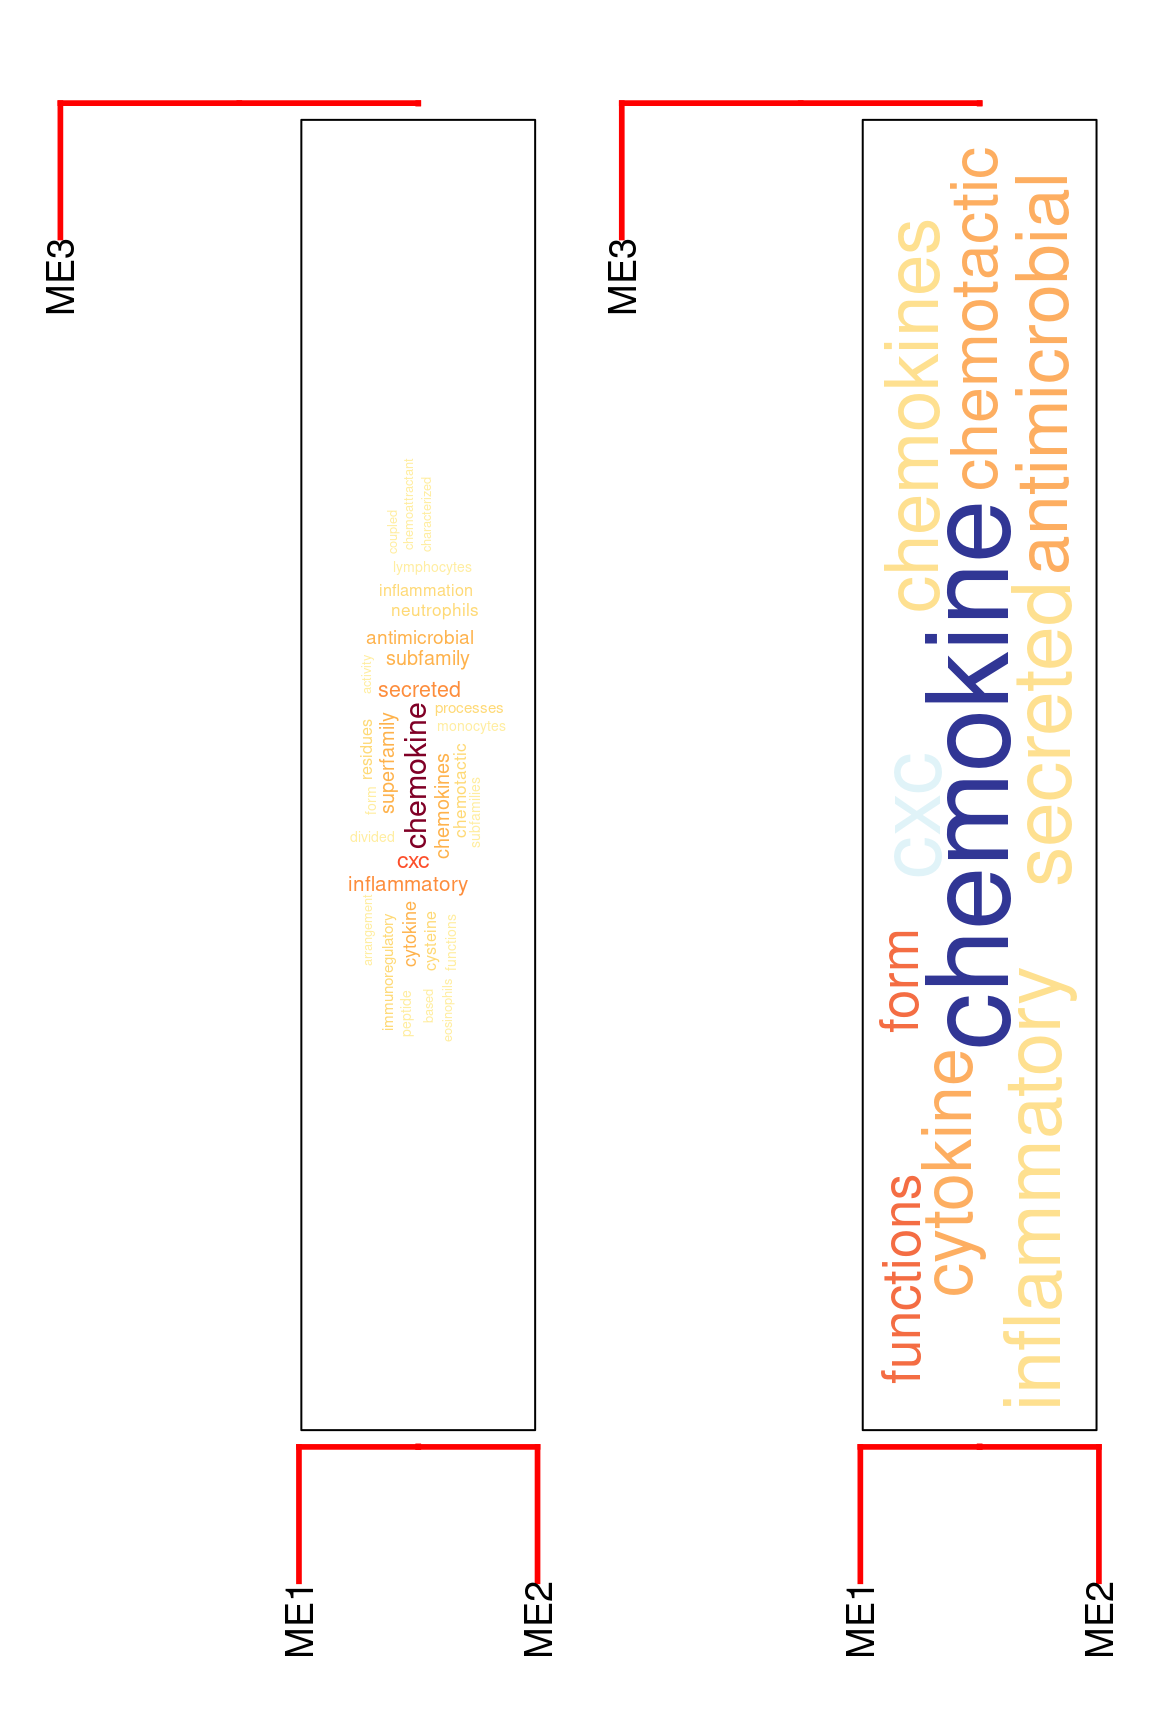 ME3
coupled
chemoattractant
characterized
lymphocytes
inflammation
neutrophils
antimicrobial
subfamily
activity
secreted
processes
monocytes
residues
superfamily
chemokine
chemokines
chemotactic
subfamilies
form
divided
cxc
inflammatory
arrangement
immunoregulatory
cytokine
cysteine
functions
peptide
based
eosinophils
ME1
ME2
ME3
chemokines
chemotactic
antimicrobial
chemokine
secreted
cxc
form
cytokine
functions
inflammatory
ME1
ME2